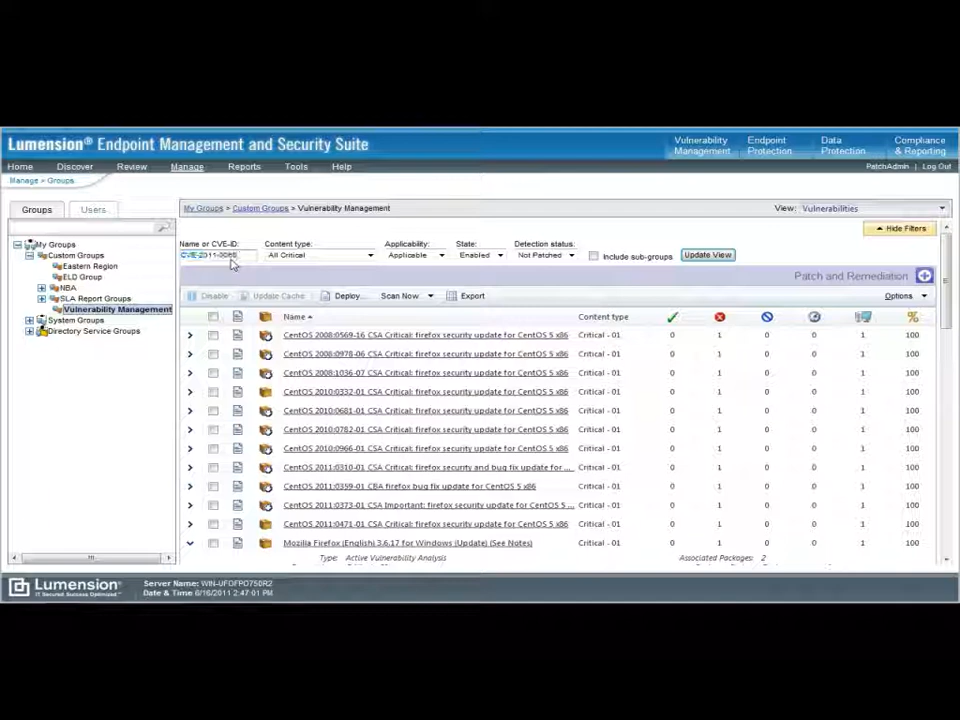 Lumension® Endpoint Management and Security Suite
Vulnerability Management
Endpoint Protection
Data Protection
Compliance & Reporting
Home Discover Review Manage Reports Tools Help
PatchAdmin | Log Out
Manage > Groups
Groups Users
My Groups > Custom Groups > Vulnerability Management
View: Vulnerabilities
Hide Filters
My Groups
Custom Groups
Eastern Region
ELD Group
NBA
SLA Report Groups
Vulnerability Management
System Groups
Directory Service Groups
Name or CVE-ID: Content type: Applicability: State: Detection status:
All Critical Applicable Enabled Not Patched Include sub-groups Update View
Patch and Remediation
Disable Update Cache Deploy... Scan Now Export Options
Name Content type %
CentOS 2008:0569-16 CSA Critical: firefox security update for CentOS 5 x86 Critical - 01 0 1 0 0 1 100
CentOS 2008:0978-06 CSA Critical: firefox security update for CentOS 5 x86 Critical - 01 0 1 0 0 1 100
CentOS 2008:1036-07 CSA Critical: firefox security update for CentOS 5 x86 Critical - 01 0 1 0 0 1 100
CentOS 2010:0332-01 CSA Critical: firefox security update for CentOS 5 x86 Critical - 01 0 1 0 0 1 100
CentOS 2010:0681-01 CSA Critical: firefox security update for CentOS 5 x86 Critical - 01 0 1 0 0 1 100
CentOS 2010:0782-01 CSA Critical: firefox security update for CentOS 5 x86 Critical - 01 0 1 0 0 1 100
CentOS 2010:0966-01 CSA Critical: firefox security update for CentOS 5 x86 Critical - 01 0 1 0 0 1 100
CentOS 2011:0310-01 CSA Critical: firefox security and bug fix update for ... Critical - 01 0 1 0 0 1 100
CentOS 2011:0359-01 CBA firefox bug fix update for CentOS 5 x86 Critical - 01 0 1 0 0 1 100
CentOS 2011:0373-01 CSA Important: firefox security update for CentOS 5 ... Critical - 01 0 1 0 0 1 100
CentOS 2011:0471-01 CSA Critical: firefox security update for CentOS 5 x86 Critical - 01 0 1 0 0 1 100
Mozilla Firefox (English) 3.6.17 for Windows (Update) (See Notes) Critical - 01 0 1 0 0 1 100
Type: Active Vulnerability Analysis Associated Packages: 2
Lumension®
IT Secured. Success Optimized.™
Server Name: WIN-UFOFPO750R2
Date & Time: 6/16/2011 2:47:01 PM